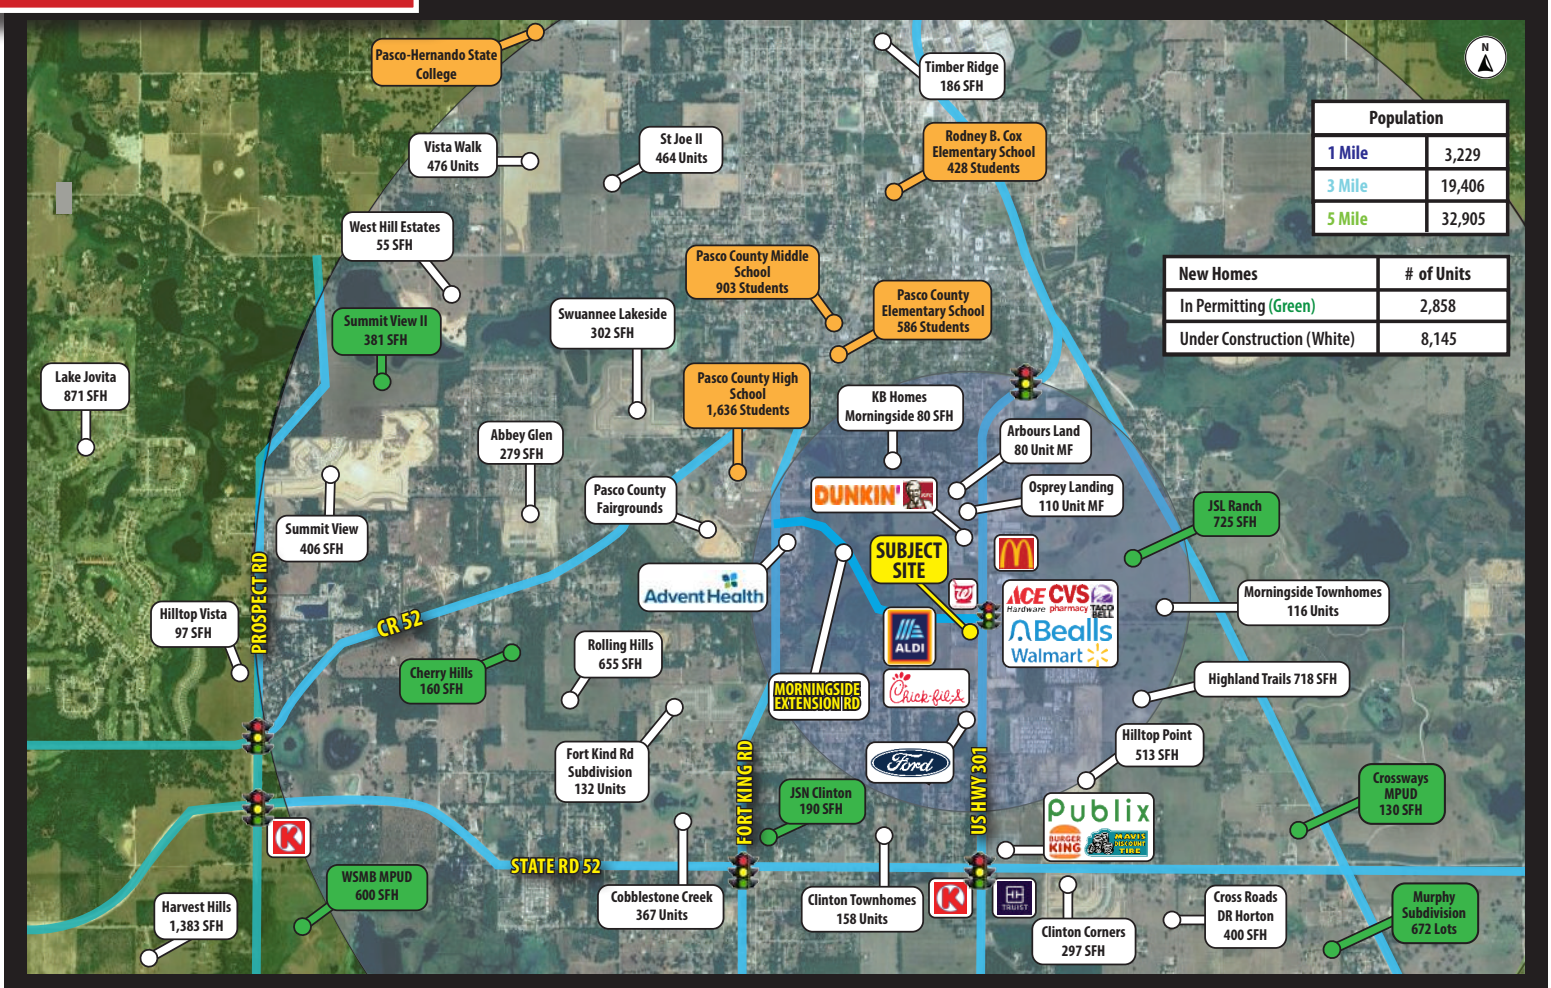 N
Pasco-Hernando State
College
Timber Ridge
186 SFH
Population
1 Mile 3,229
3 Mile 19,406
5 Mile 32,905
Vista Walk
476 Units
St Joe II
464 Units
Rodney B. Cox
Elementary School
428 Students
West Hill Estates
55 SFH
Pasco County Middle
School
903 Students
New Homes # of Units
In Permitting (Green) 2,858
Under Construction (White) 8,145
Pasco County
Elementary School
586 Students
Summit View II
381 SFH
Swuannee Lakeside
302 SFH
Lake Jovita
871 SFH
Pasco County High
School
1,636 Students
KB Homes
Morningside 80 SFH
Abbey Glen
279 SFH
Arbours Land
80 Unit MF
Pasco County
Fairgrounds
DUNKIN'
KFC
Osprey Landing
110 Unit MF
JSL Ranch
725 SFH
Summit View
406 SFH
SUBJECT
SITE
M
PROSPECT RD
AdventHealth
W
ACE
Hardware
CVS
pharmacy
TACO
BELL
Bealls
Walmart
Morningside Townhomes
116 Units
Hilltop Vista
97 SFH
CR 52
ALDI
Rolling Hills
655 SFH
Cherry Hills
160 SFH
MORNINGSIDE
EXTENSION RD
Chick-fil-A
Highland Trails 718 SFH
Fort Kind Rd
Subdivision
132 Units
FORT KING RD
Ford
US HWY 301
Hilltop Point
513 SFH
JSN Clinton
190 SFH
Crossways
MPUD
130 SFH
Publix
BURGER
KING
MAVIS
DISCOUNT
TIRE
K
STATE RD 52
WSMB MPUD
600 SFH
Cobblestone Creek
367 Units
Clinton Townhomes
158 Units
K
TRUIST
Harvest Hills
1,383 SFH
Clinton Corners
297 SFH
Cross Roads
DR Horton
400 SFH
Murphy
Subdivision
672 Lots